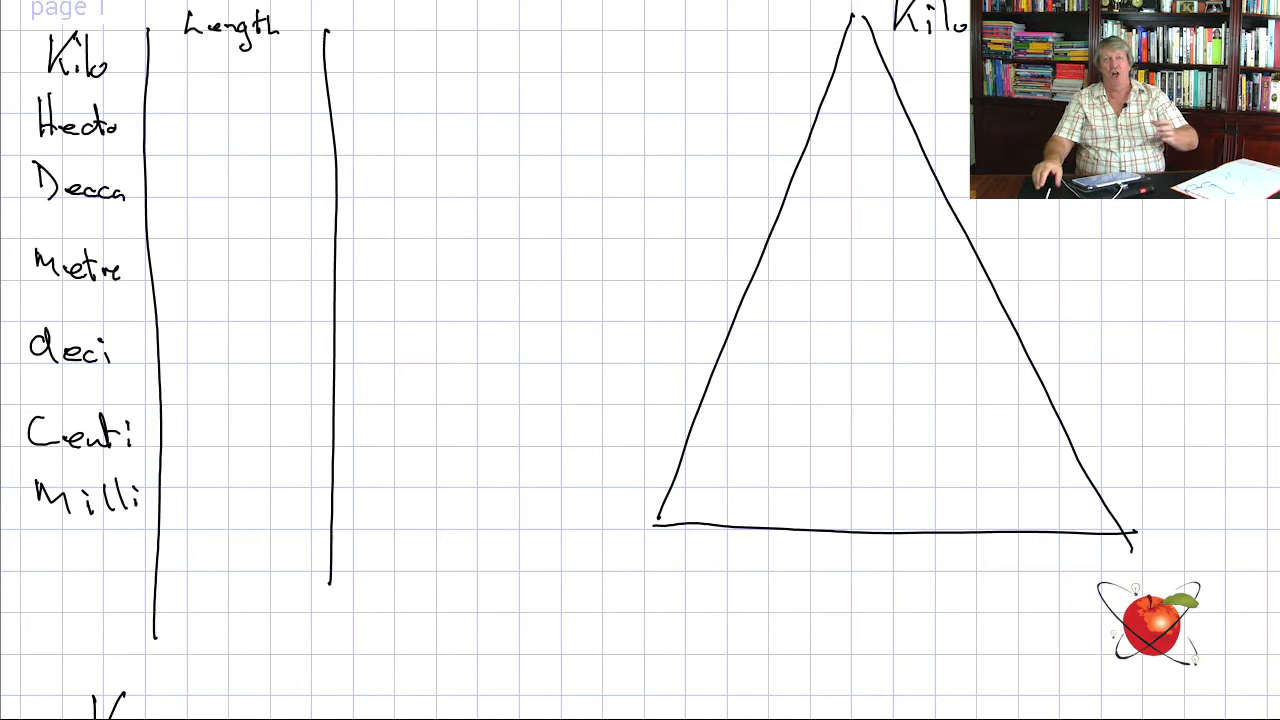 page 1
Length
Kilo
Kilo
Hecto
Decca
Metre
deci
Centi
Milli
K